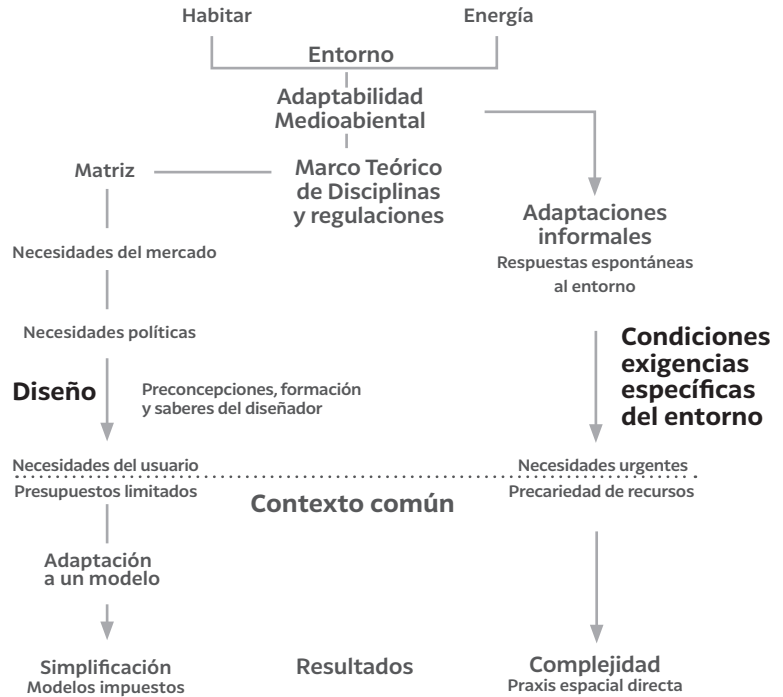 Habitar
Energía
Entorno
Adaptabilidad
Medioabiental
Matriz
Marco Teórico
de Disciplinas
y regulaciones
Adaptaciones
informales
Respuestas espontáneas
al entorno
Necesidades del mercado
Necesidades políticas
Diseño
Preconcepciones, formación
y saberes del diseñador
Condiciones
exigencias
específicas
del entorno
Necesidades del usuario
Necesidades urgentes
Presupuestos limitados
Contexto común
Precariedad de recursos
Adaptación
a un modelo
Simplificación
Modelos impuestos
Resultados
Complejidad
Praxis espacial directa